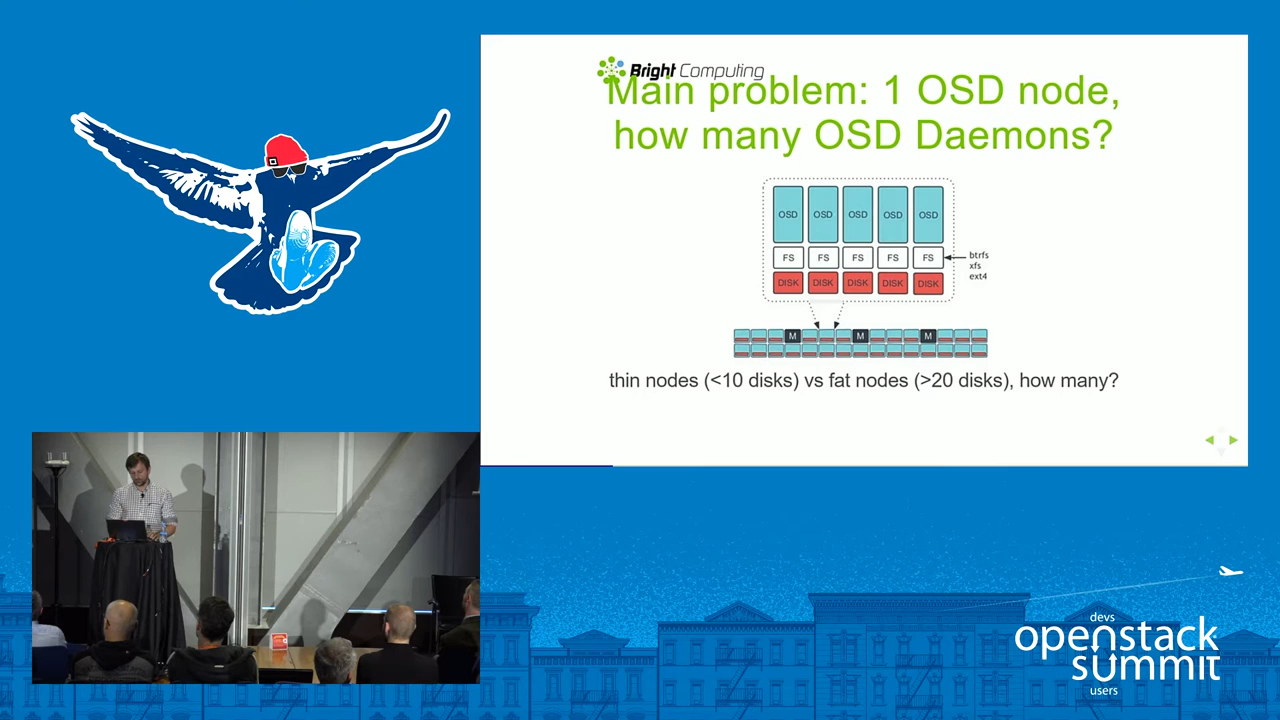 Bright Computing
Main problem: 1 OSD node,
how many OSD Daemons?
OSD OSD OSD OSD OSD
FS FS FS FS FS
btrfs
xfs
ext4
DISK DISK DISK DISK DISK
M M M
thin nodes (<10 disks) vs fat nodes (>20 disks), how many?
devs
openstack
summit
users